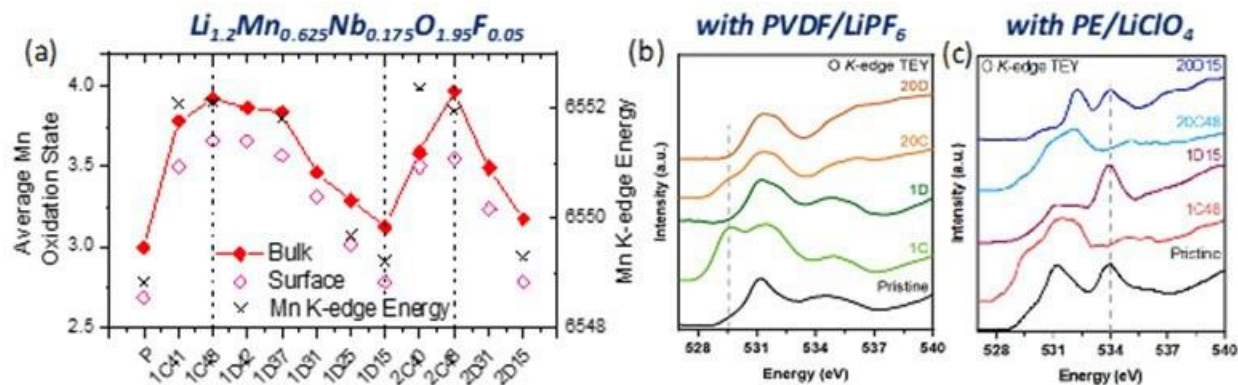 Li1.2Mn0.625Nb0.175O1.95F0.05
with PVDF/LiPF6
with PE/LiClO4
(a)
Average Mn
Oxidation State
4.0
3.5
3.0
2.5
Bulk
Surface
Mn K-edge Energy
6552
6550
6548
Mn K-edge Energy
P
1C41
1C48
1D42
1D37
1D31
1D25
1D15
2C40
2C48
2D31
2D15
(b)
O K-edge TEY
20D
20C
1D
1C
Pristine
Intensity (a.u.)
528
531
534
537
540
Energy (eV)
(c)
O K-edge TEY
20D15
20C48
1D15
1C48
Pristine
Intensity (a.u.)
528
531
534
537
540
Energy (eV)